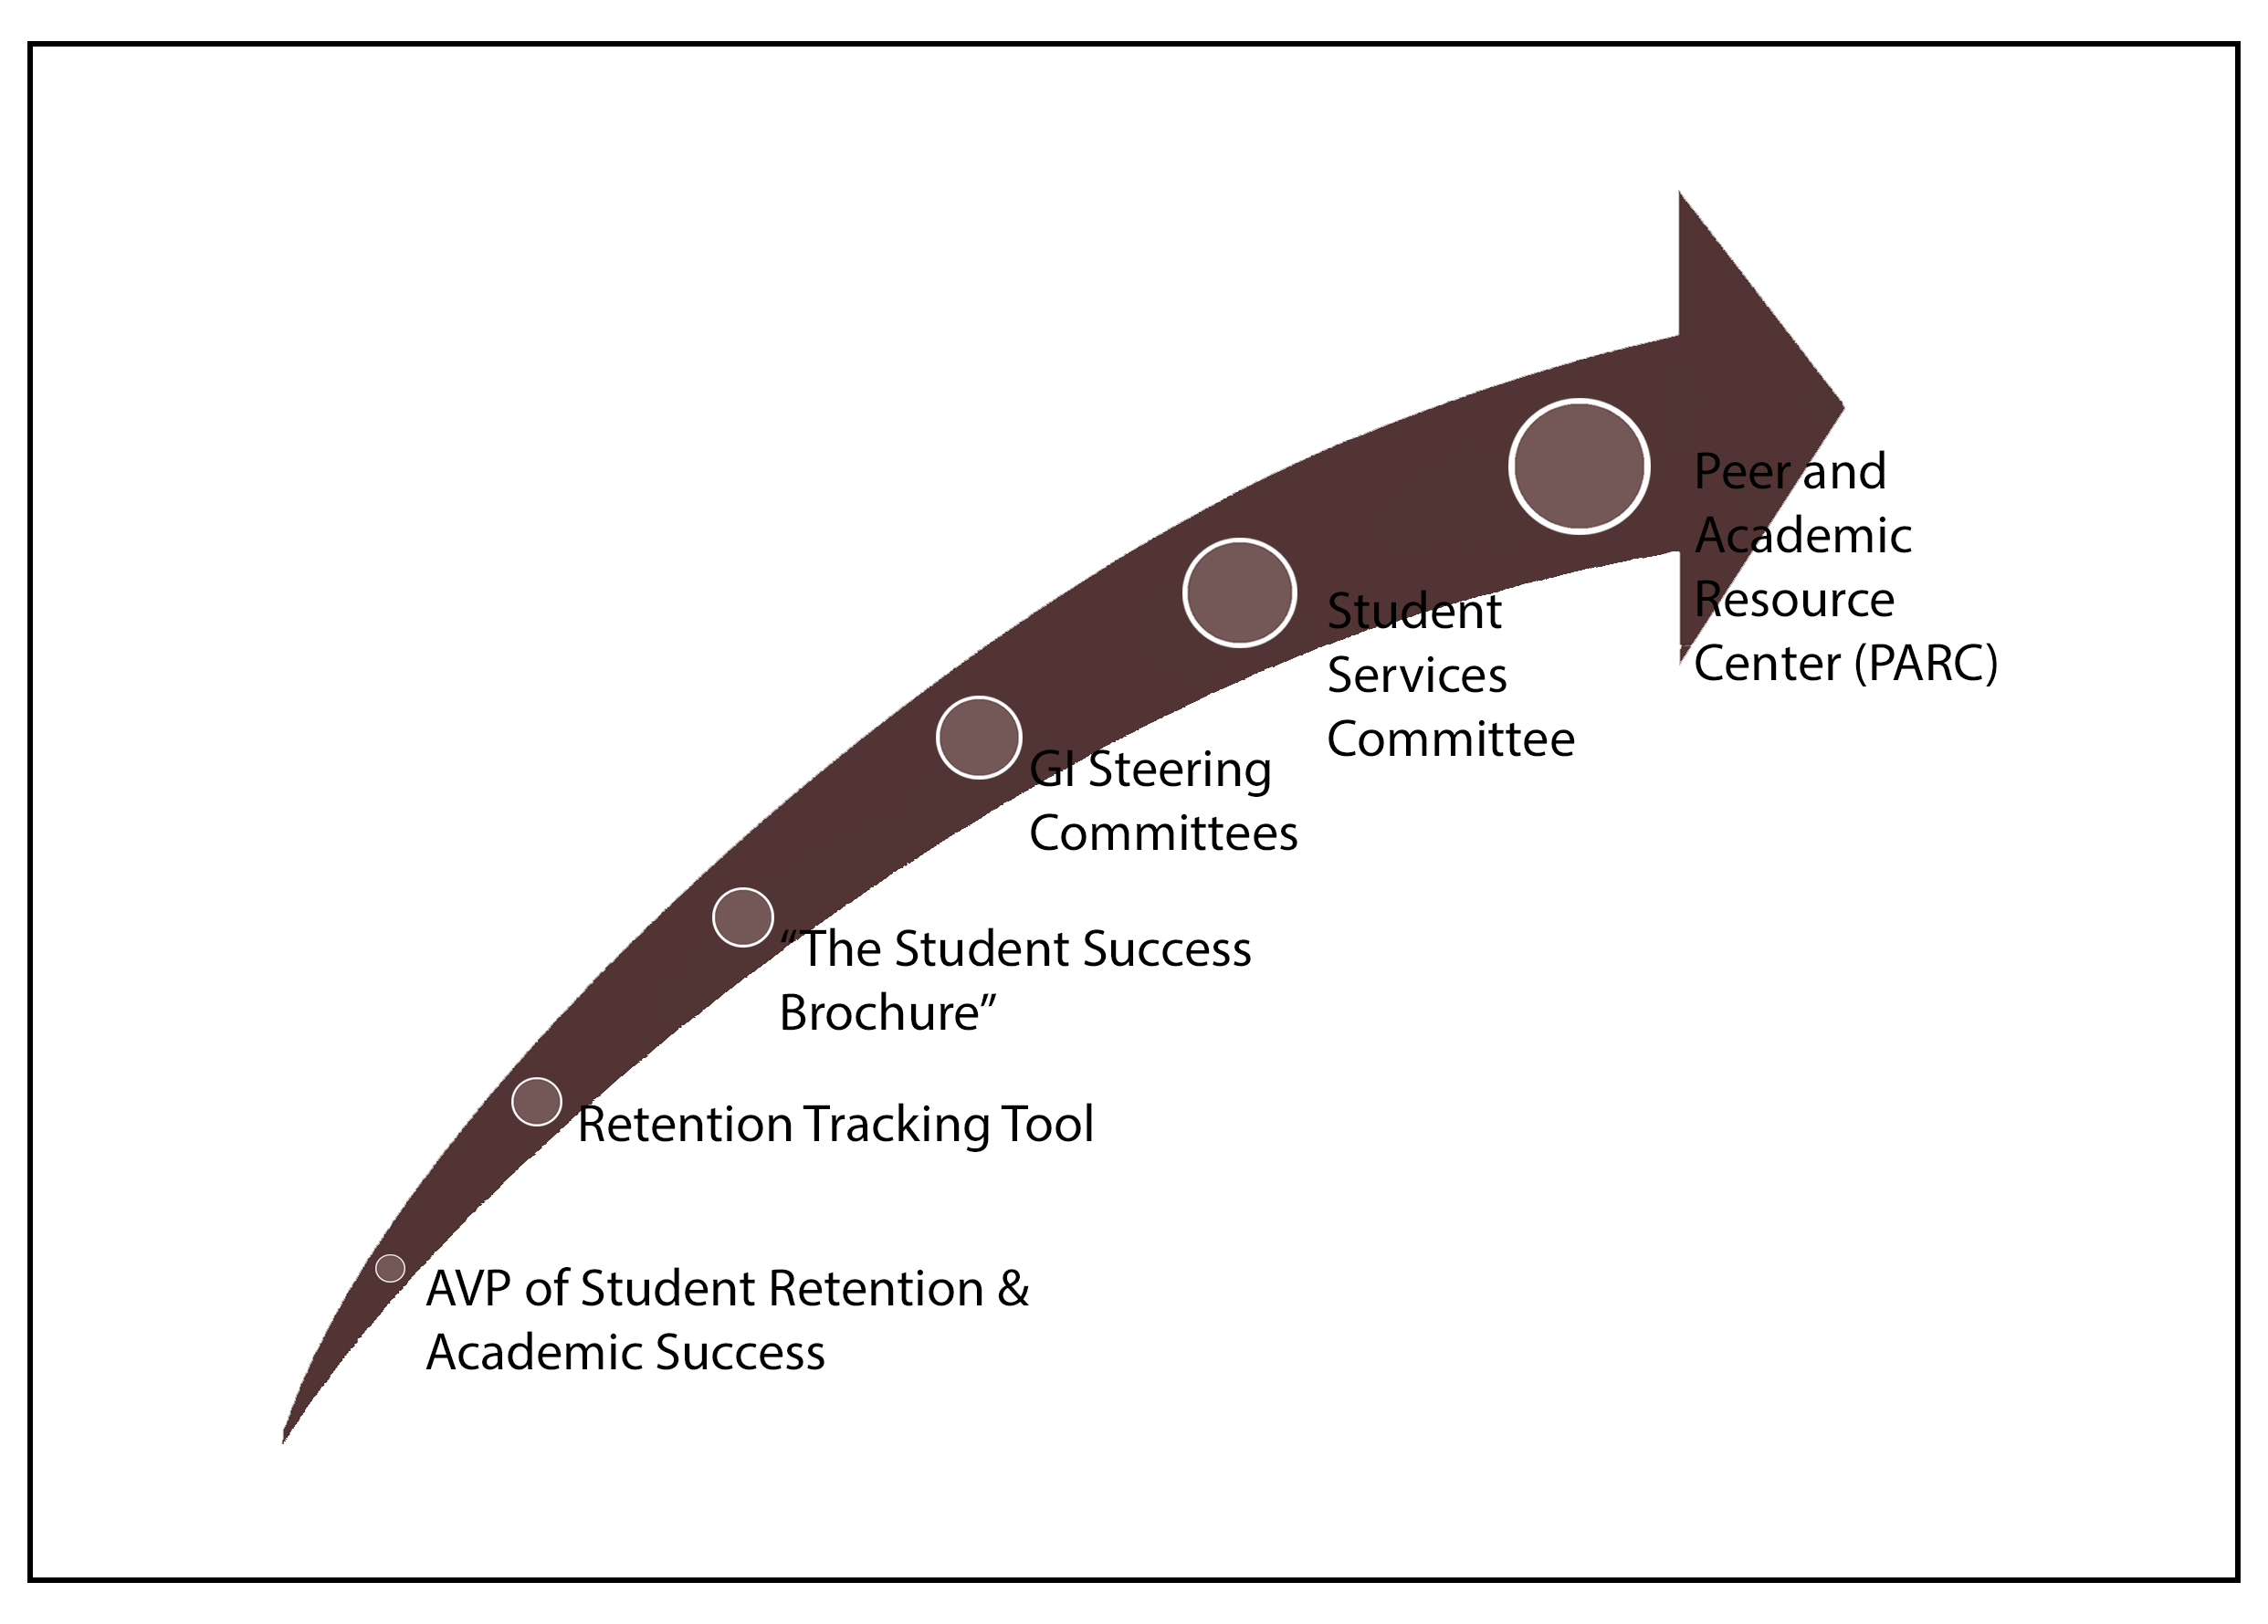 Peer and
Academic
Resource
Center (PARC)
Student
Services
Committee
GI Steering
Committees
“The Student Success
Brochure”
Retention Tracking Tool
AVP of Student Retention &
Academic Success